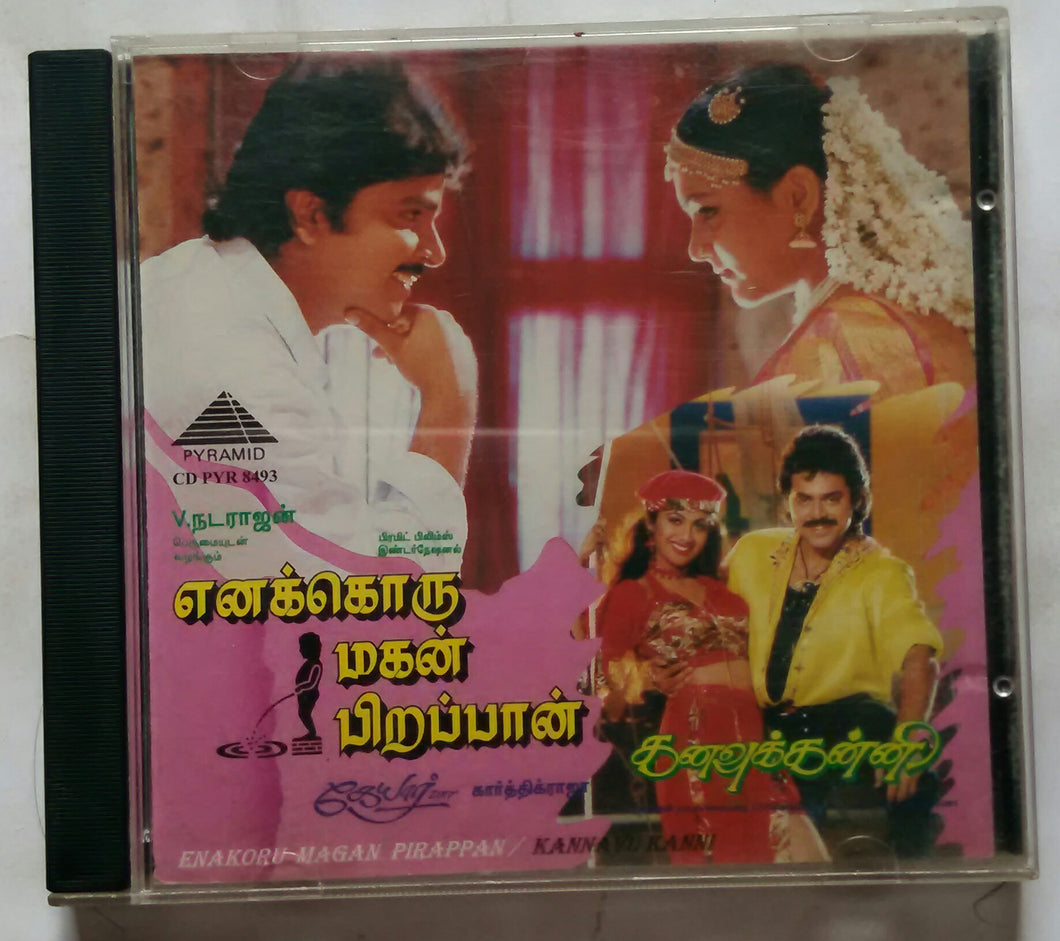 PYRAMID
CD PYR 8493
V.நடராஜன்
பெருமையுடன்
வழங்கும்
பிரமிட் பிலிம்ஸ்
இண்டர்நேஷனல்
எனக்கொரு
மகன்
பிறப்பான்
கனவுக்கன்னி
கார்த்திக்ராஜா
ENAKORU MAGAN PIRAPPAN / KANNAVU KANNI